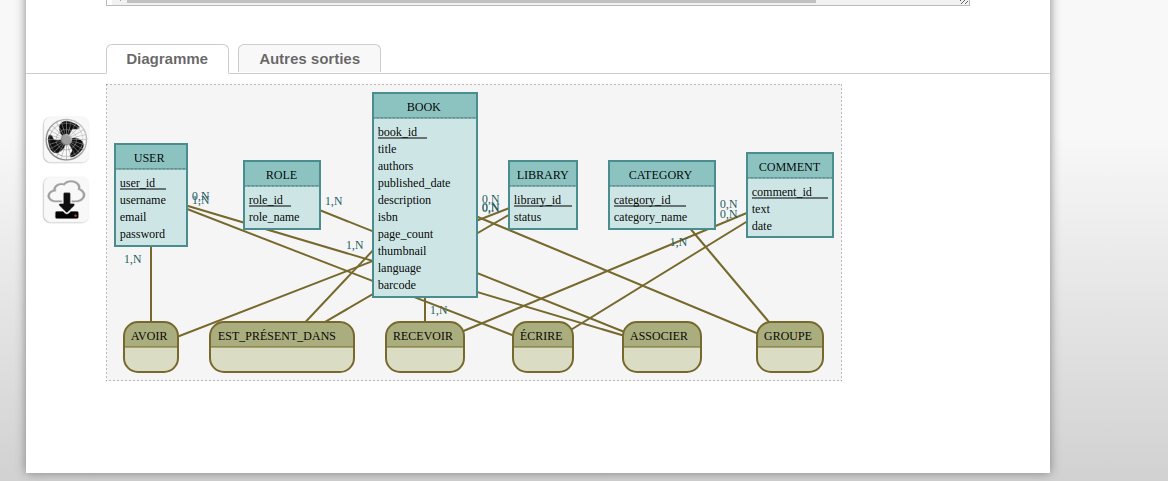 Diagramme
Autres sorties
USER
user_id
username
email
password
ROLE
role_id
role_name
BOOK
book_id
title
authors
published_date
description
isbn
page_count
thumbnail
language
barcode
LIBRARY
library_id
status
CATEGORY
category_id
category_name
COMMENT
comment_id
text
date
0,N
1,N
1,N
0,N
0,N
0,N
0,N
1,N
1,N
1,N
1,N
AVOIR
EST_PRÉSENT_DANS
RECEVOIR
ÉCRIRE
ASSOCIER
GROUPE